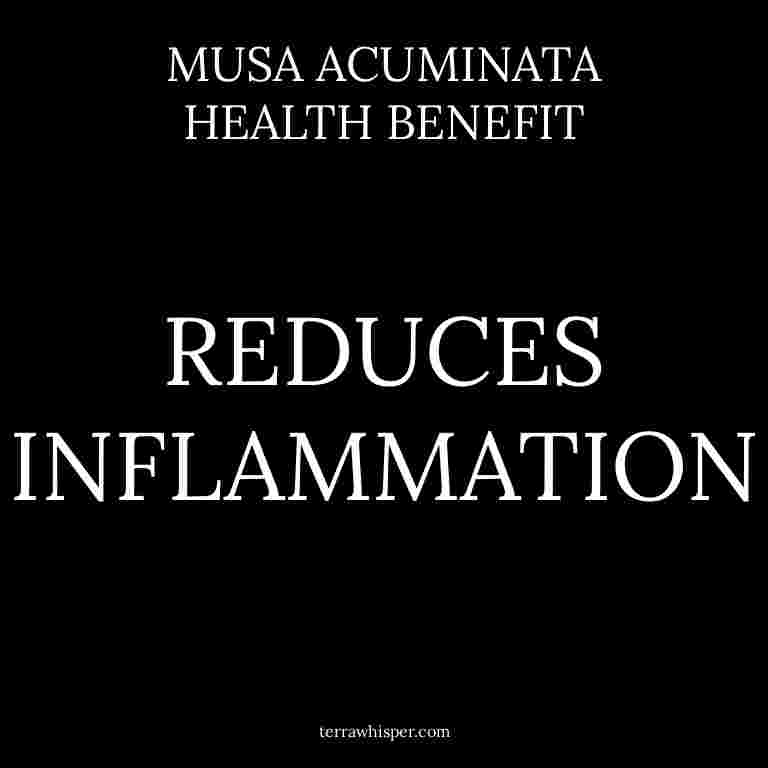 MUSA ACUMINATA
HEALTH BENEFIT
REDUCES
INFLAMMATION
terrawhisper.com